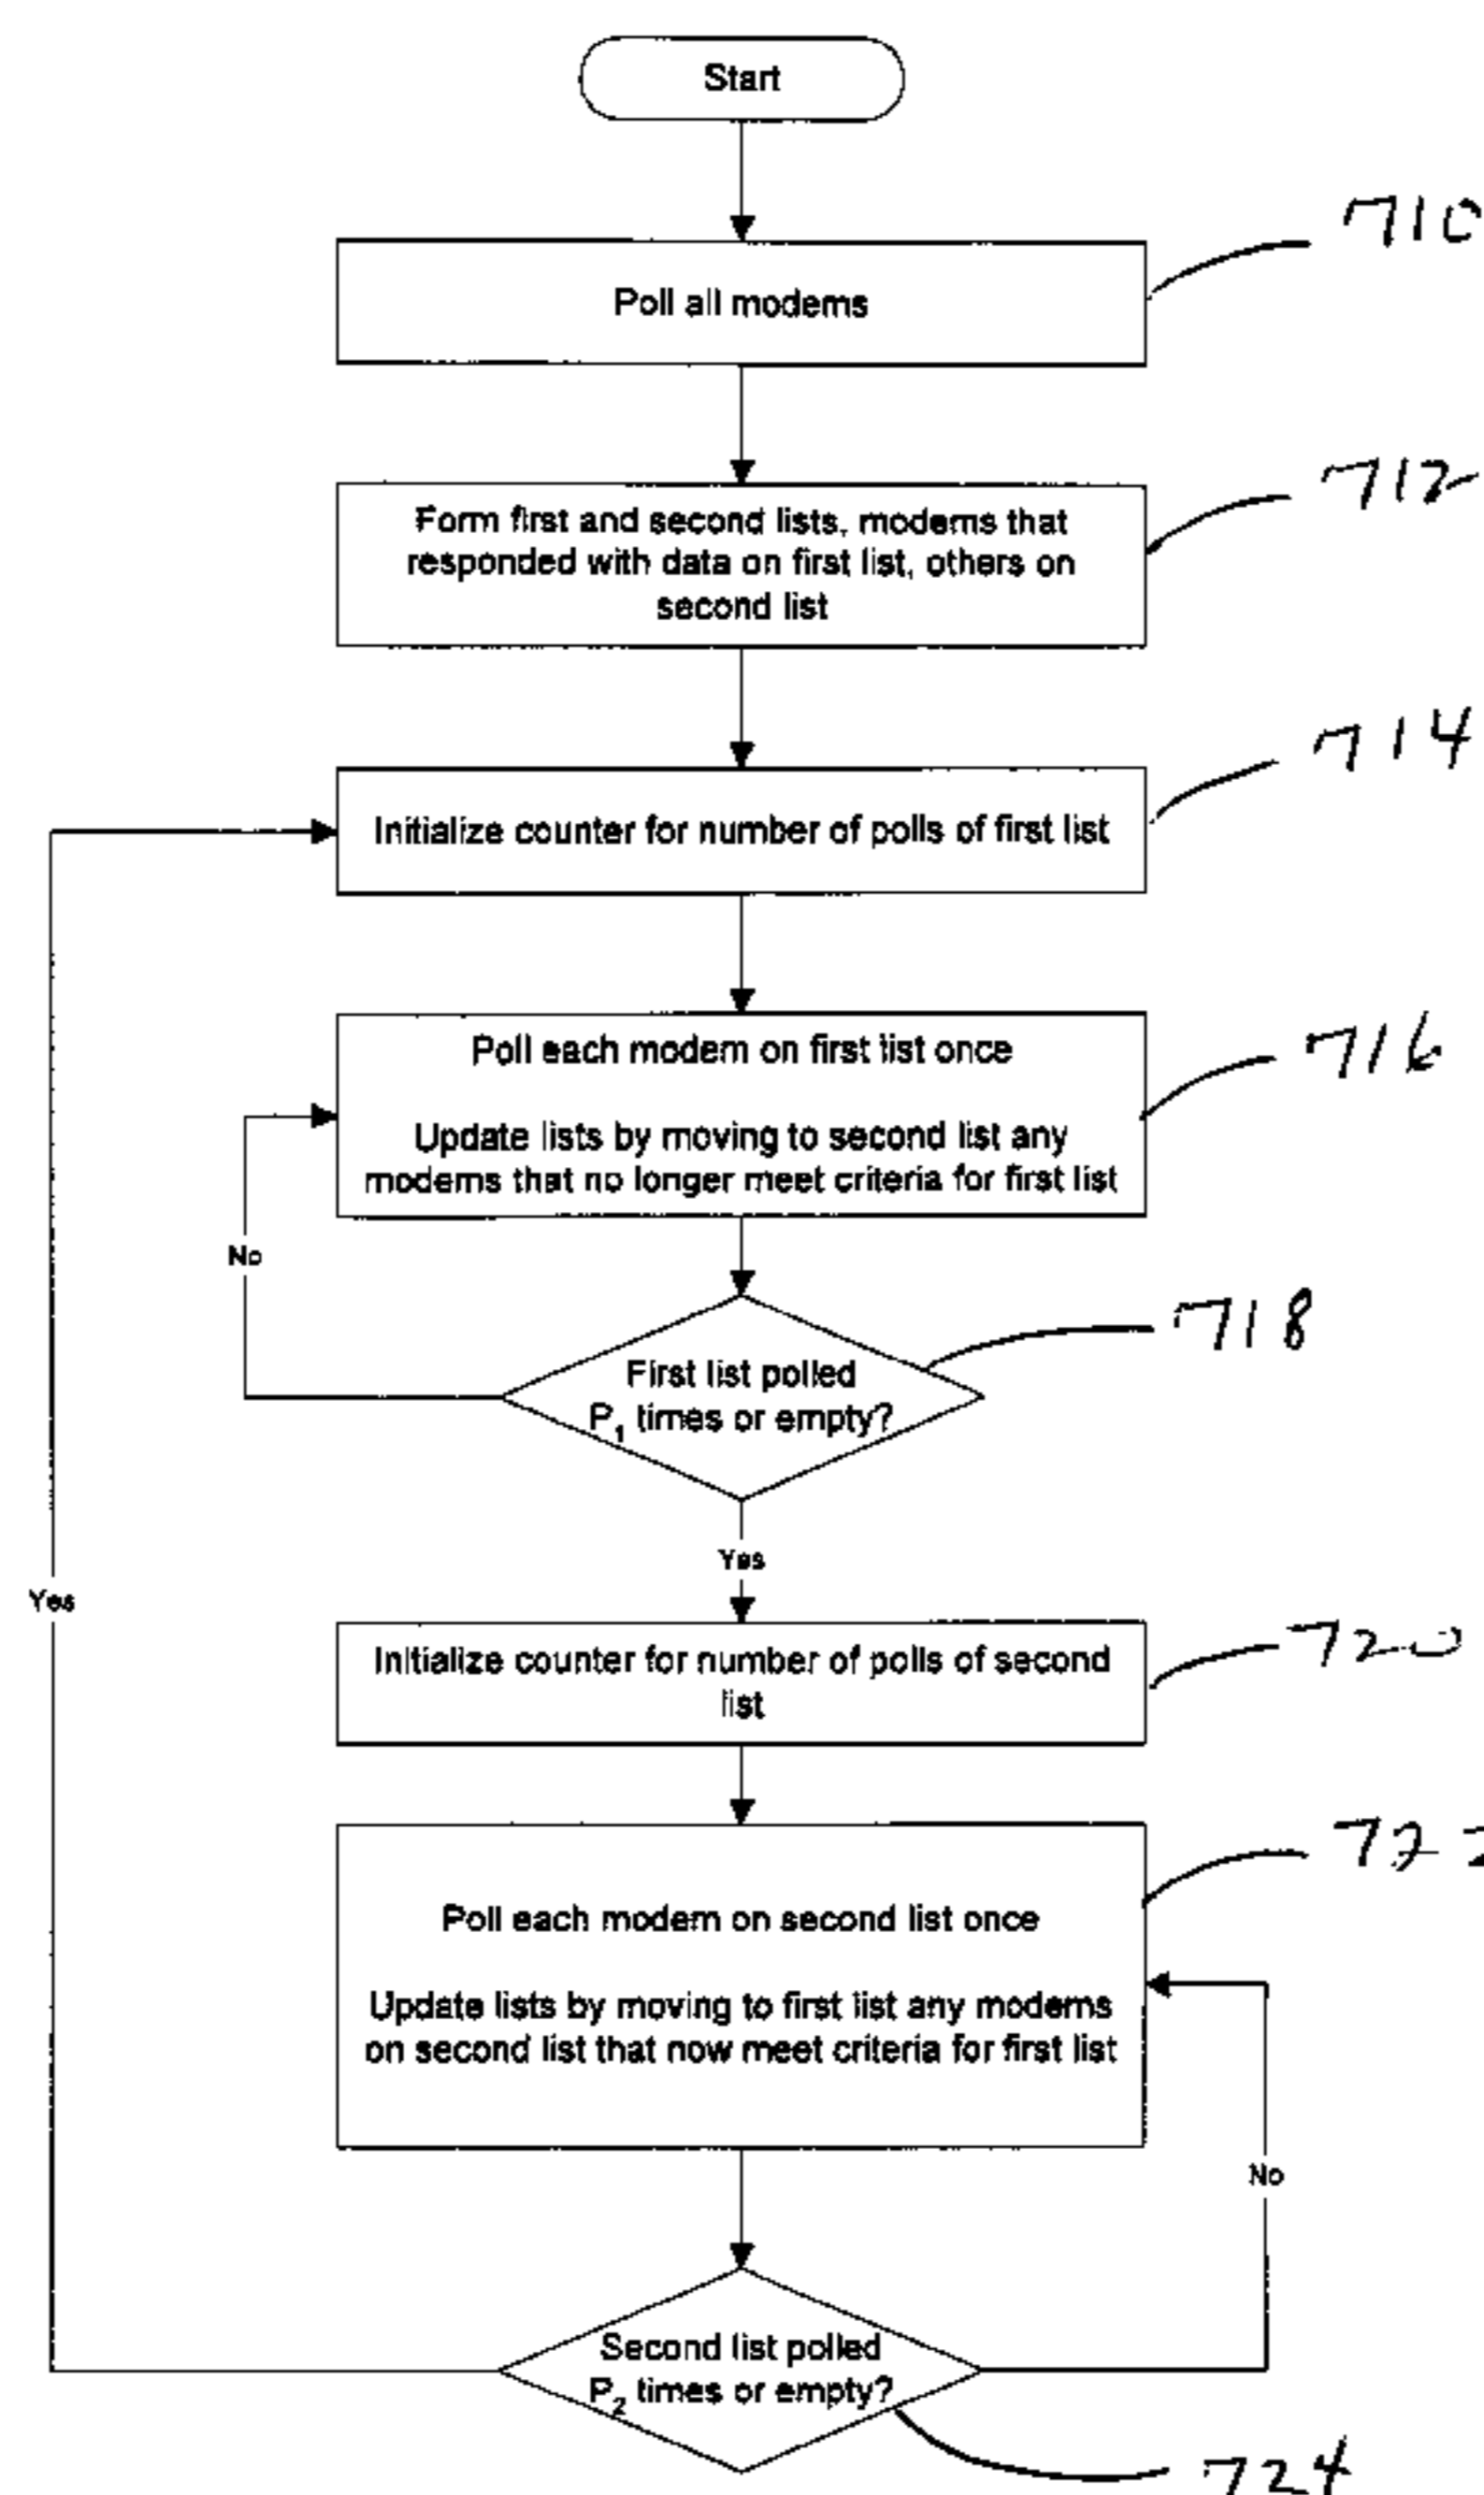 Start
710
Poll all modems
712
Form first and second lists, modems that
responded with data on first list, others on
second list
714
Initialize counter for number of polls of first list
716
Poll each modem on first list once
Update lists by moving to second list any
modems that no longer meet criteria for first list
No
718
First list polled
P₁ times or empty?
Yes
Yes
720
Initialize counter for number of polls of second
list
722
Poll each modem on second list once
Update lists by moving to first list any modems
on second list that now meet criteria for first list
No
Second list polled
P₂ times or empty?
724